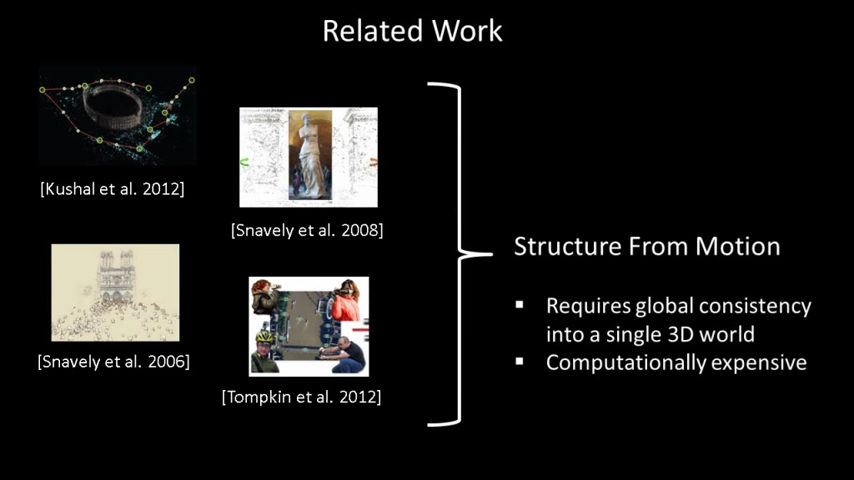 Related Work
[Kushal et al. 2012]
[Snavely et al. 2008]
[Snavely et al. 2006]
[Tompkin et al. 2012]
Structure From Motion
▪ Requires global consistency
into a single 3D world
▪ Computationally expensive